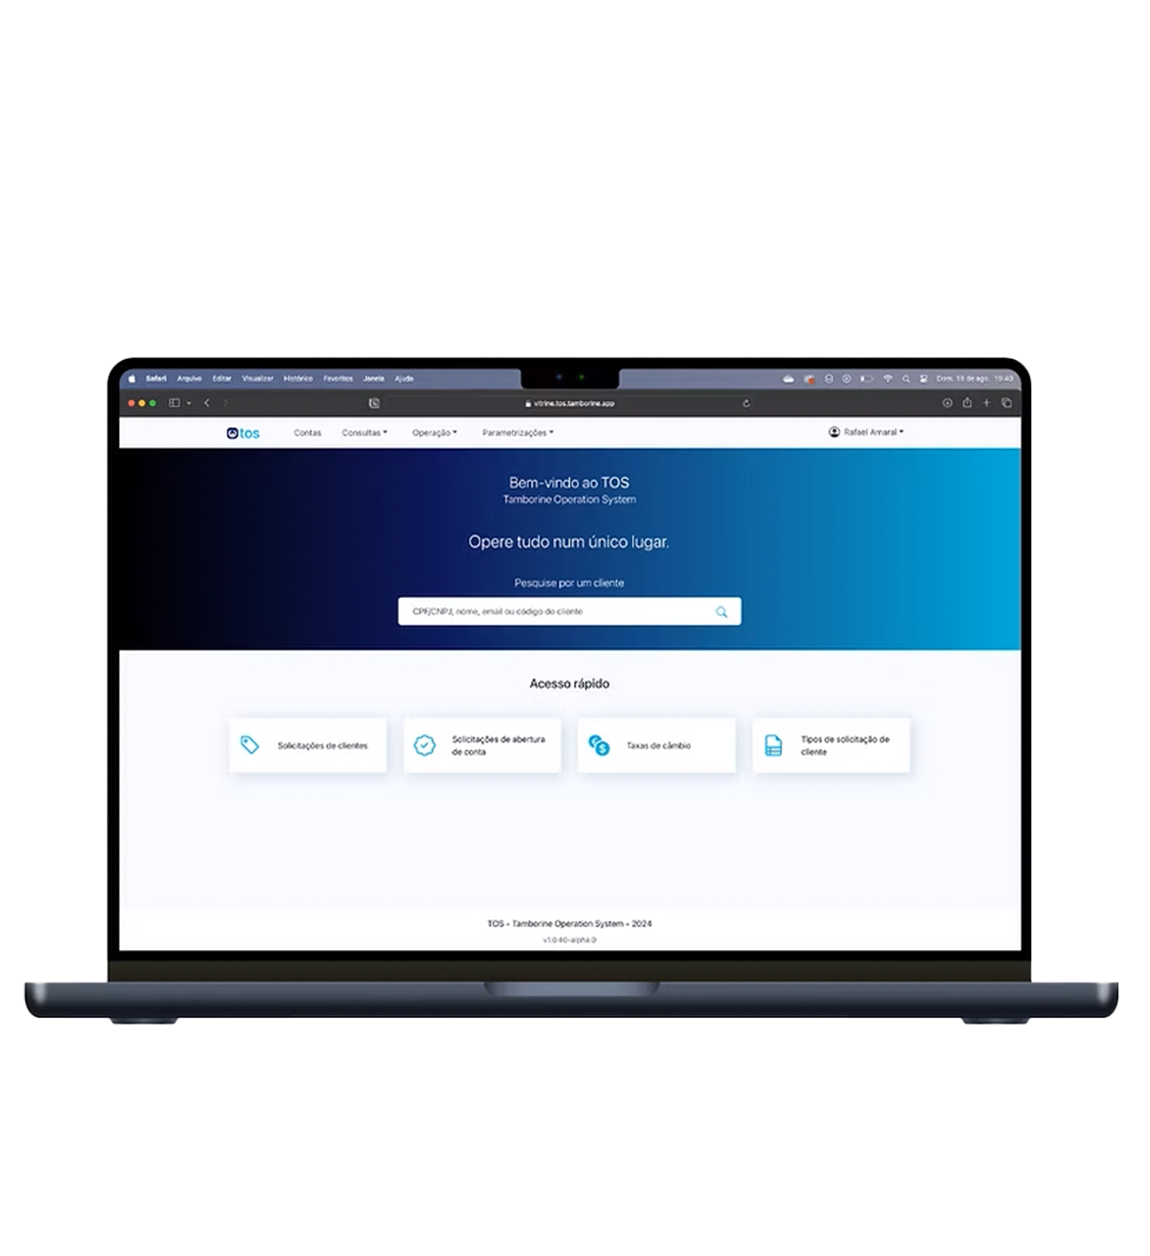 Safari Arquivo Editar Visualizar Histórico Favoritos Janela Ajuda Dom. 18 de ago. 19:43
vitrine.tos.tamborine.app
tos Contas Consultas Operação Parametrizações Rafael Amaral
Bem-vindo ao TOS
Tamborine Operation System
Opere tudo num único lugar.
Pesquise por um cliente
CPF/CNPJ, nome, email ou código do cliente
Acesso rápido
Solicitações de clientes
Solicitações de abertura
de conta
Taxas de câmbio
Tipos de solicitação de
cliente
TOS - Tamborine Operation System - 2024
v1.0.40-alpha.0